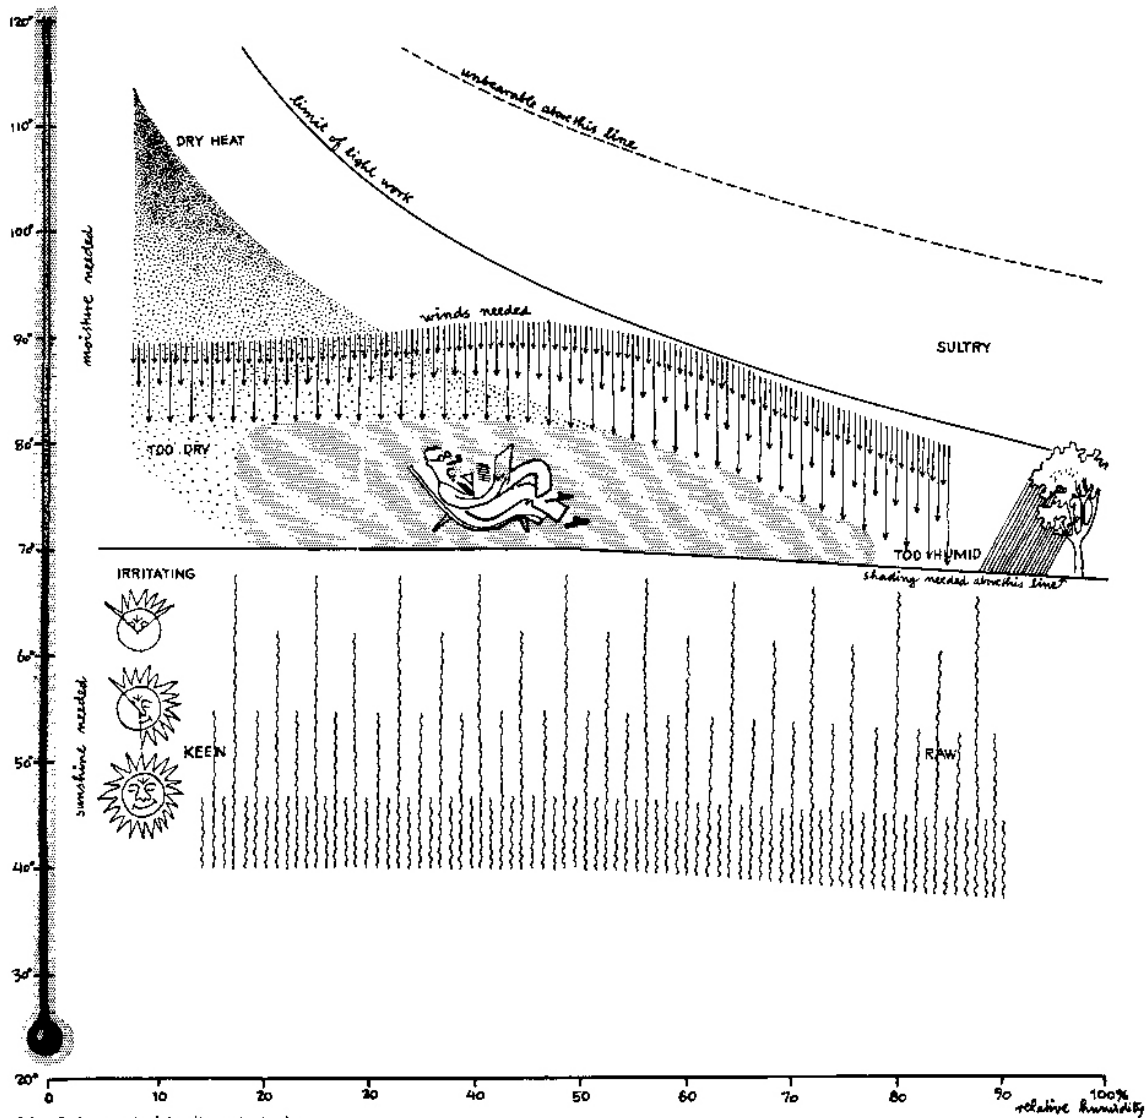 120°
unbearable above this line
limit of light work
110°
DRY HEAT
100°
moisture needed
winds needed
90°
SULTRY
80°
TOO DRY
70°
TOO HUMID
shading needed above this line
IRRITATING
60°
sunshine needed
KEEN
RAW
50°
40°
30°
20°
0 10 20 30 40 50 60 70 80 90 100%
relative humidity